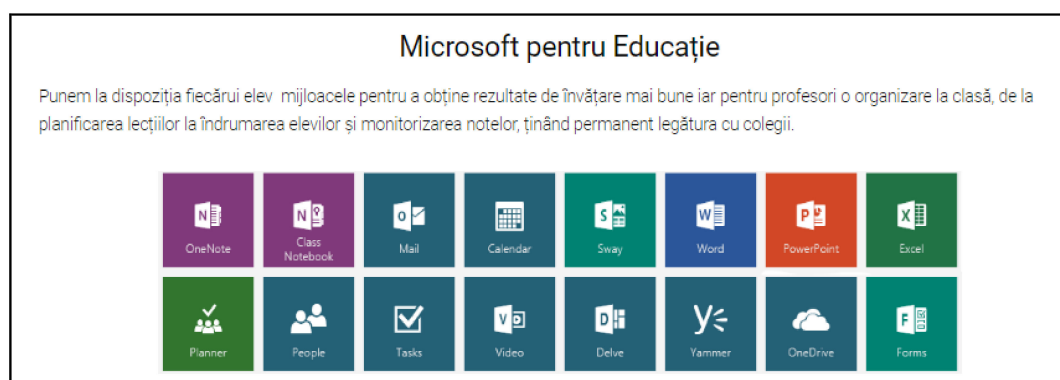 Microsoft pentru Educație
Punem la dispoziția fiecărui elev mijloacele pentru a obține rezultate de învățare mai bune iar pentru profesori o organizare la clasă, de la
planificarea lecțiilor la îndrumarea elevilor și monitorizarea notelor, ținând permanent legătura cu colegii.
OneNote Class Notebook Mail Calendar Sway Word PowerPoint Excel
Planner People Tasks Video Delve Yammer OneDrive Forms